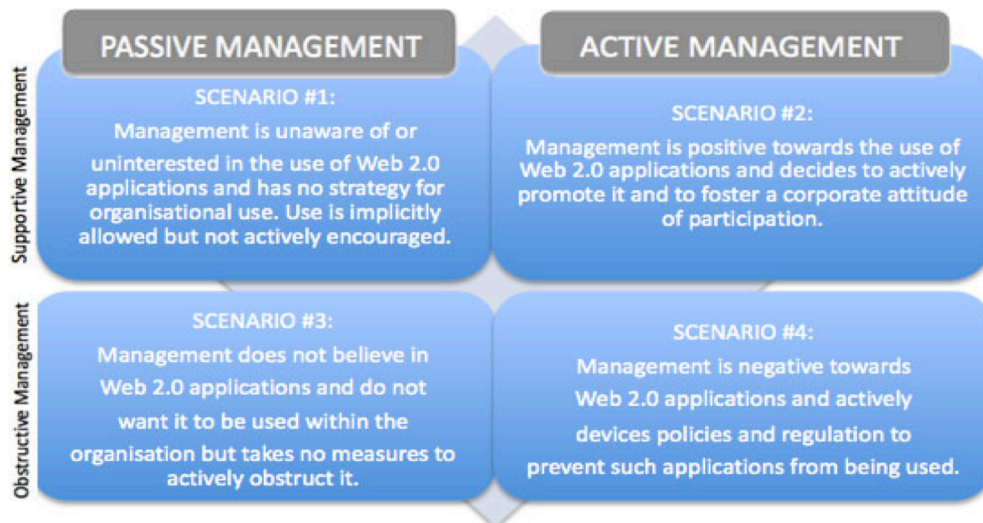 PASSIVE MANAGEMENT
ACTIVE MANAGEMENT
Supportive Management
SCENARIO #1:
Management is unaware of or
uninterested in the use of Web 2.0
applications and has no strategy for
organisational use. Use is implicitly
allowed but not actively encouraged.
SCENARIO #2:
Management is positive towards the use of
Web 2.0 applications and decides to actively
promote it and to foster a corporate attitude
of participation.
Obstructive Management
SCENARIO #3:
Management does not believe in
Web 2.0 applications and do not
want it to be used within the
organisation but takes no measures to
actively obstruct it.
SCENARIO #4:
Management is negative towards
Web 2.0 applications and actively
devices policies and regulation to
prevent such applications from being used.